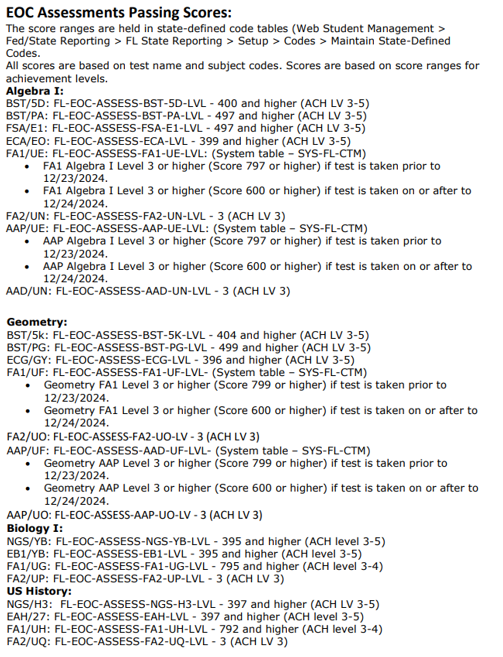 EOC Assessments Passing Scores:
The score ranges are held in state-defined code tables (Web Student Management >
Fed/State Reporting > FL State Reporting > Setup > Codes > Maintain State-Defined
Codes.
All scores are based on test name and subject codes. Scores are based on score ranges for
achievement levels.
Algebra I:
BST/5D: FL-EOC-ASSESS-BST-5D-LVL - 400 and higher (ACH LV 3-5)
BST/PA: FL-EOC-ASSESS-BST-PA-LVL - 497 and higher (ACH LV 3-5)
FSA/E1: FL-EOC-ASSESS-FSA-E1-LVL - 497 and higher (ACH LV 3-5)
ECA/EO: FL-EOC-ASSESS-ECA-LVL - 399 and higher (ACH LV 3-5)
FA1/UE: FL-EOC-ASSESS-FA1-UE-LVL: (System table – SYS-FL-CTM)
• FA1 Algebra I Level 3 or higher (Score 797 or higher) if test is taken prior to
12/23/2024.
• FA1 Algebra I Level 3 or higher (Score 600 or higher) if test is taken on or after to
12/24/2024.
FA2/UN: FL-EOC-ASSESS-FA2-UN-LVL - 3 (ACH LV 3)
AAP/UE: FL-EOC-ASSESS-AAP-UE-LVL: (System table – SYS-FL-CTM)
• AAP Algebra I Level 3 or higher (Score 797 or higher) if test is taken prior to
12/23/2024.
• AAP Algebra I Level 3 or higher (Score 600 or higher) if test is taken on or after to
12/24/2024.
AAD/UN: FL-EOC-ASSESS-AAD-UN-LVL - 3 (ACH LV 3)
Geometry:
BST/5k: FL-EOC-ASSESS-BST-5K-LVL - 404 and higher (ACH LV 3-5)
BST/PG: FL-EOC-ASSESS-BST-PG-LVL - 499 and higher (ACH LV 3-5)
ECG/GY: FL-EOC-ASSESS-ECG-LVL - 396 and higher (ACH LV 3-5)
FA1/UF: FL-EOC-ASSESS-FA1-UF-LVL- (System table – SYS-FL-CTM)
• Geometry FA1 Level 3 or higher (Score 799 or higher) if test is taken prior to
12/23/2024.
• Geometry FA1 Level 3 or higher (Score 600 or higher) if test is taken on or after to
12/24/2024.
FA2/UO: FL-EOC-ASSESS-FA2-UO-LV - 3 (ACH LV 3)
AAP/UF: FL-EOC-ASSESS-AAD-UF-LVL- (System table – SYS-FL-CTM)
• Geometry AAP Level 3 or higher (Score 799 or higher) if test is taken prior to
12/23/2024.
• Geometry AAP Level 3 or higher (Score 600 or higher) if test is taken on or after to
12/24/2024.
AAP/UO: FL-EOC-ASSESS-AAP-UO-LV - 3 (ACH LV 3)
Biology I:
NGS/YB: FL-EOC-ASSESS-NGS-YB-LVL - 395 and higher (ACH level 3-5)
EB1/YB: FL-EOC-ASSESS-EB1-LVL - 395 and higher (ACH level 3-5)
FA1/UG: FL-EOC-ASSESS-FA1-UG-LVL - 795 and higher (ACH level 3-4)
FA2/UP: FL-EOC-ASSESS-FA2-UP-LVL - 3 (ACH LV 3)
US History:
NGS/H3:  FL-EOC-ASSESS-NGS-H3-LVL - 397 and higher (ACH LV 3-5)
EAH/27: FL-EOC-ASSESS-EAH-LVL - 397 and higher (ACH level 3-5)
FA1/UH: FL-EOC-ASSESS-FA1-UH-LVL - 792 and higher (ACH level 3-4)
FA2/UQ: FL-EOC-ASSESS-FA2-UQ-LVL - 3 (ACH LV 3)